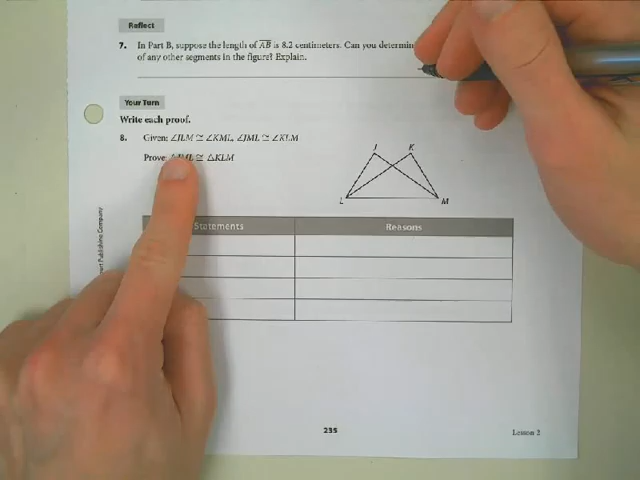 Reflect
7. In Part B, suppose the length of AB is 8.2 centimeters. Can you
of any other segments in the figure? Explain.
Your Turn
Write each proof.
8. Given: ∠JLM ≅ ∠KML, ∠JML ≅ ∠KLM
J K
Prove: ≅ △KLM
L M
Statements Reasons
Publishing Company
235
Lesson 2